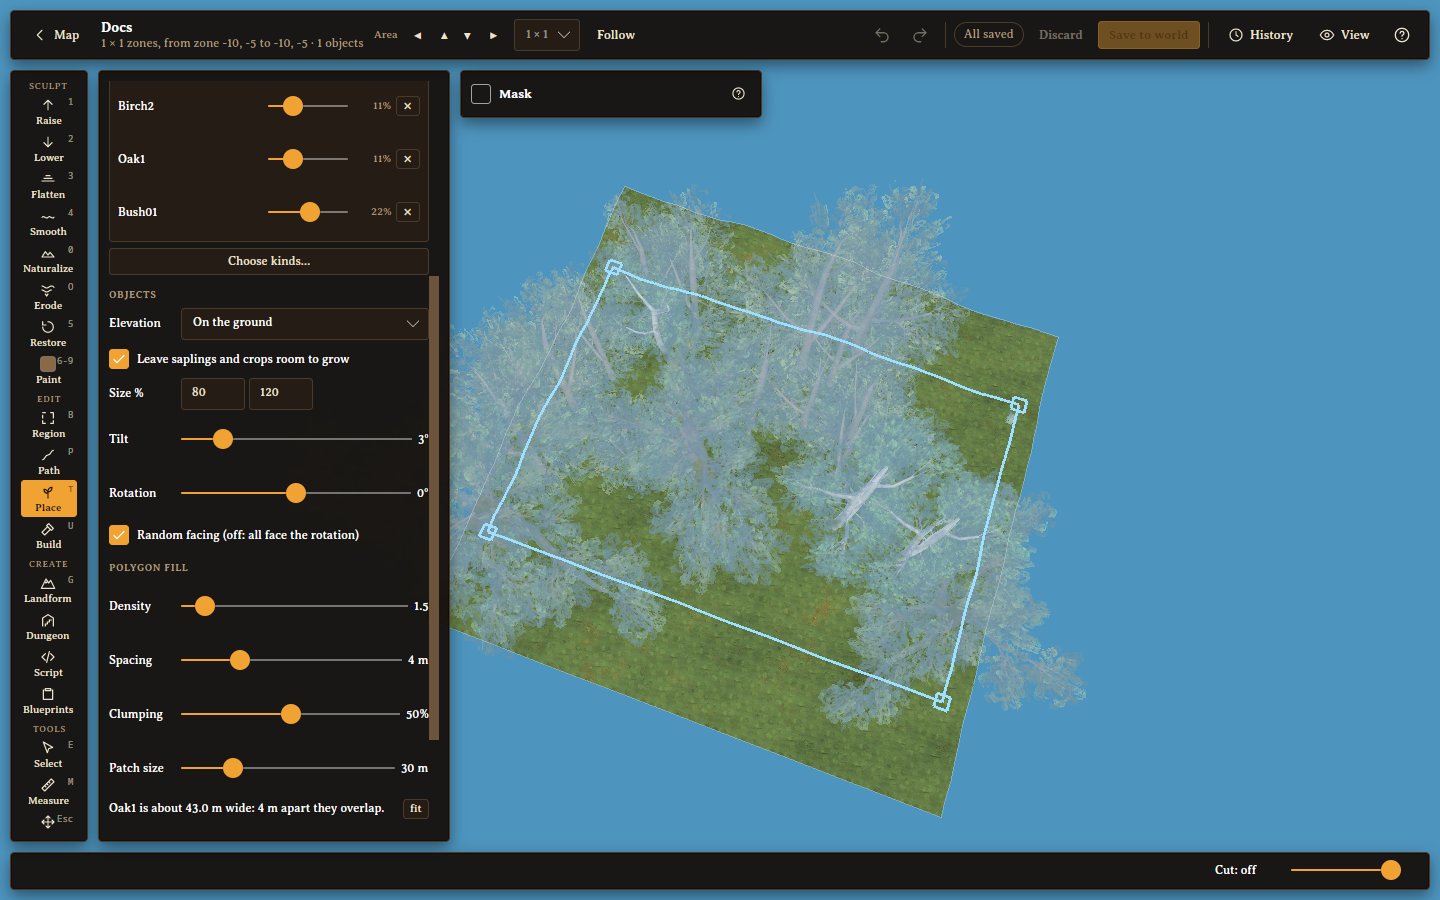 Map
Docs
1 × 1 zones, from zone -10, -5 to -10, -5 · 1 objects
Area
1 × 1
Follow
All saved
Discard
Save to world
History
View
SCULPT
Raise 1
Lower 2
Flatten 3
Smooth 4
Naturalize 0
Erode O
Restore 5
Paint 6-9
EDIT
Region B
Path P
Place T
Build U
CREATE
Landform G
Dungeon
Script
Blueprints
TOOLS
Select E
Measure M
Esc
Birch2 11% ×
Oak1 11% ×
Bush01 22% ×
Choose kinds...
OBJECTS
Elevation On the ground
Leave saplings and crops room to grow
Size % 80 120
Tilt 3°
Rotation 0°
Random facing (off: all face the rotation)
POLYGON FILL
Density 1.5
Spacing 4 m
Clumping 50%
Patch size 30 m
Oak1 is about 43.0 m wide: 4 m apart they overlap. fit
Mask
Cut: off